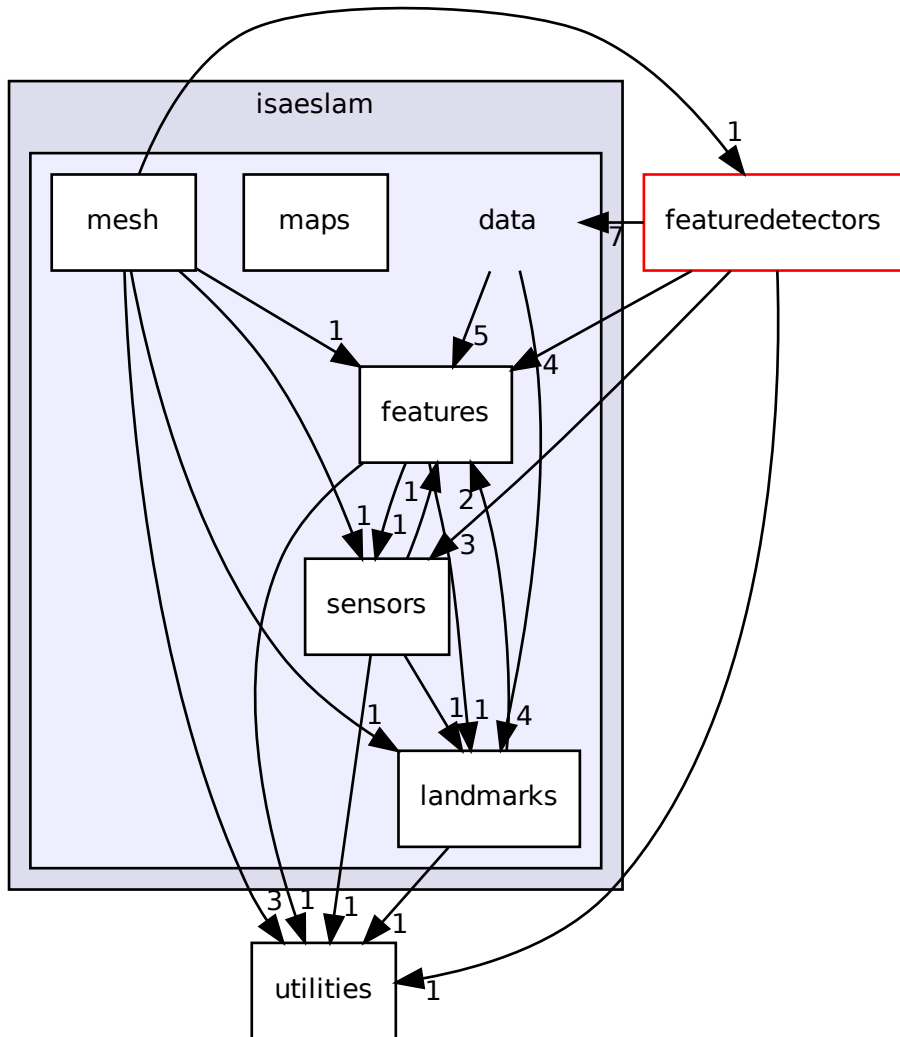 1
isaeslam
mesh
maps
data
featuredetectors
7
1
5
4
features
1
2
1
1
3
sensors
1
1
1
4
landmarks
3
1
1
1
utilities
1